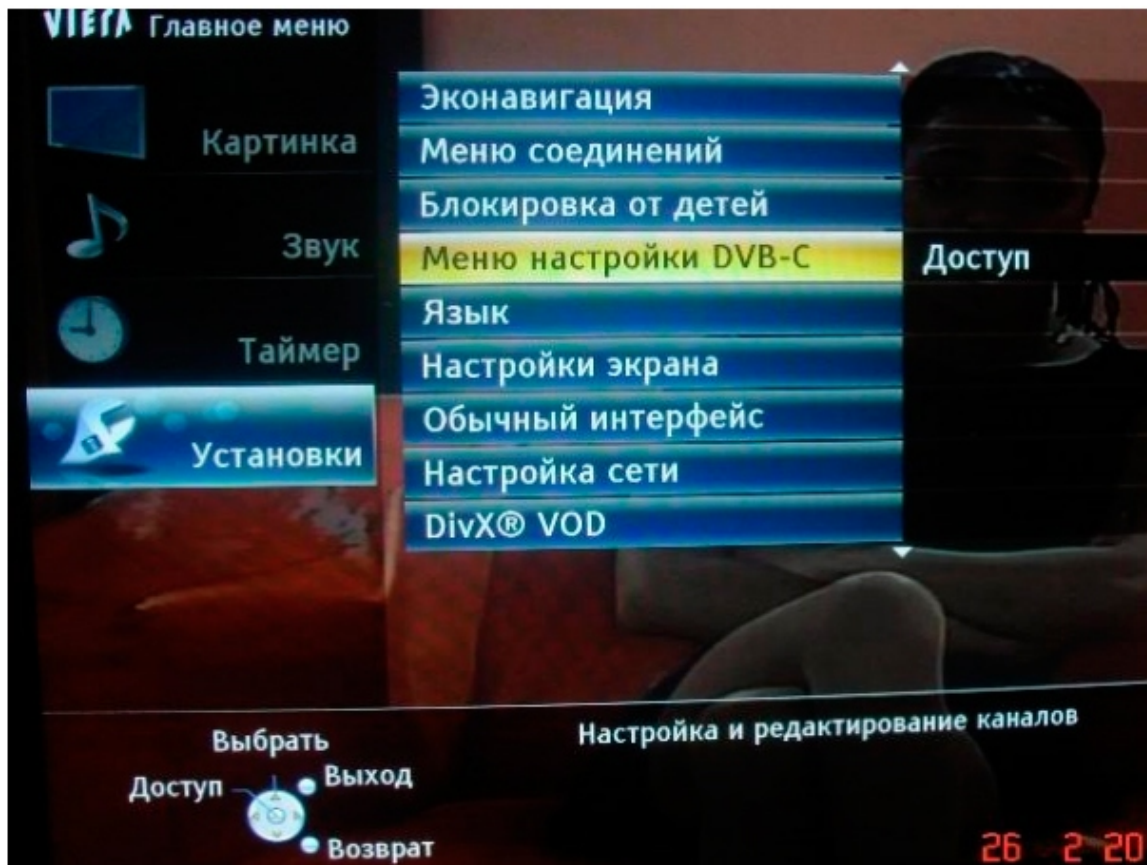 VIERA Главное меню
Картинка
Звук
Таймер
Установки
Эконавигация
Меню соединений
Блокировка от детей
Меню настройки DVB-C
Доступ
Язык
Настройки экрана
Обычный интерфейс
Настройка сети
DivX® VOD
Выбрать
Доступ
Выход
Возврат
Настройка и редактирование каналов
26 2 20